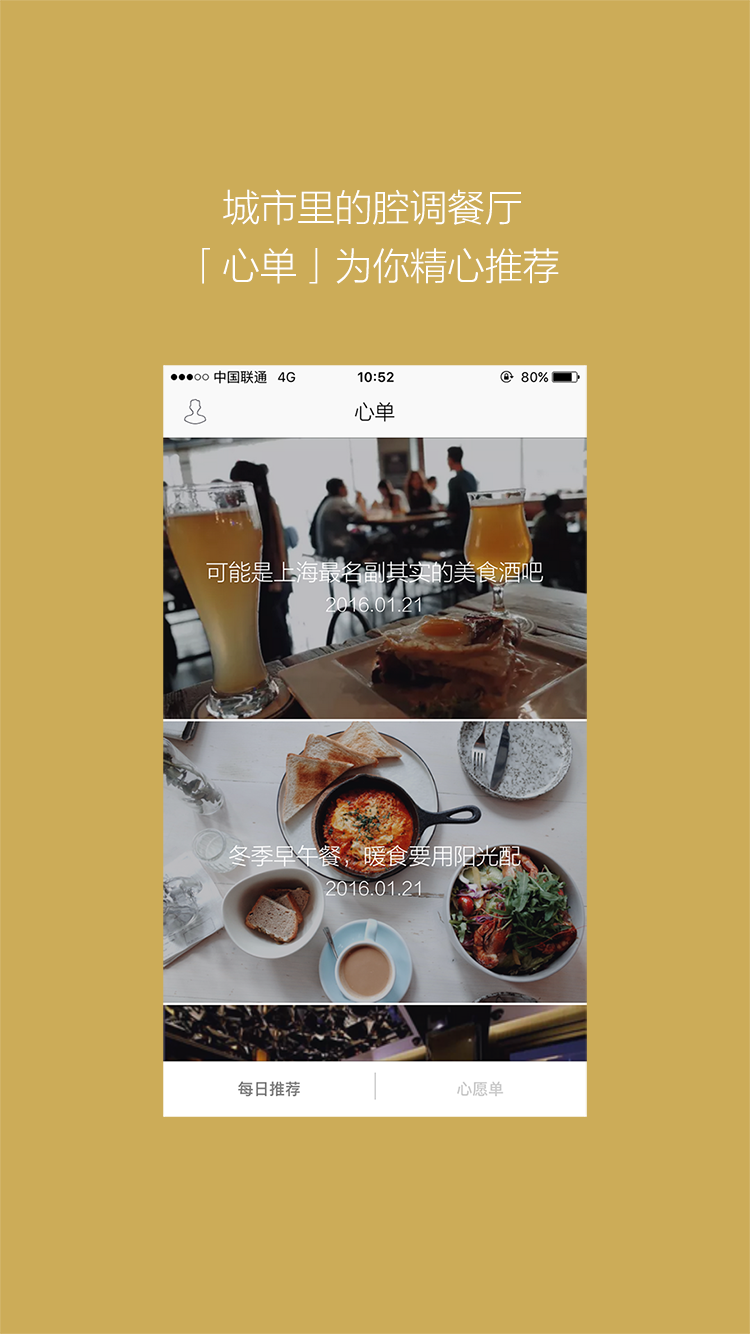 城市里的腔调餐厅
「心单」为你精心推荐
中国联通 4G 10:52 80%
心单
可能是上海最名副其实的美食酒吧
2016.01.21
冬季早午餐，暖食要用阳光配
2016.01.21
每日推荐 心愿单